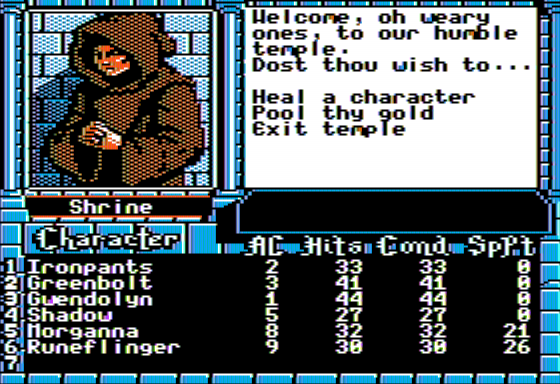 Welcome, oh weary
ones, to our humble
temple.
Dost thou wish to...
Heal a character
Pool thy gold
Exit temple
Shrine
Character AC Hits Cond SpPt
1 Ironpants 2 33 33 0
2 Greenbolt 3 41 41 0
3 Gwendolyn 1 44 44 0
4 Shadow 5 27 27 0
5 Morganna 8 32 32 21
6 Runeflinger 9 30 30 26
7